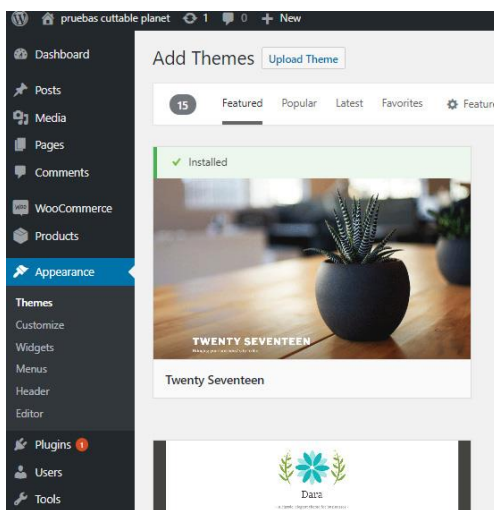 pruebas cuttable planet 1 0 + New
Dashboard
Posts
Media
Pages
Comments
WooCommerce
Products
Appearance
Themes
Customize
Widgets
Menus
Header
Editor
Plugins 1
Users
Tools
Add Themes Upload Theme
15 Featured Popular Latest Favorites Featur
Installed
TWENTY SEVENTEEN
Twenty Seventeen
Dara